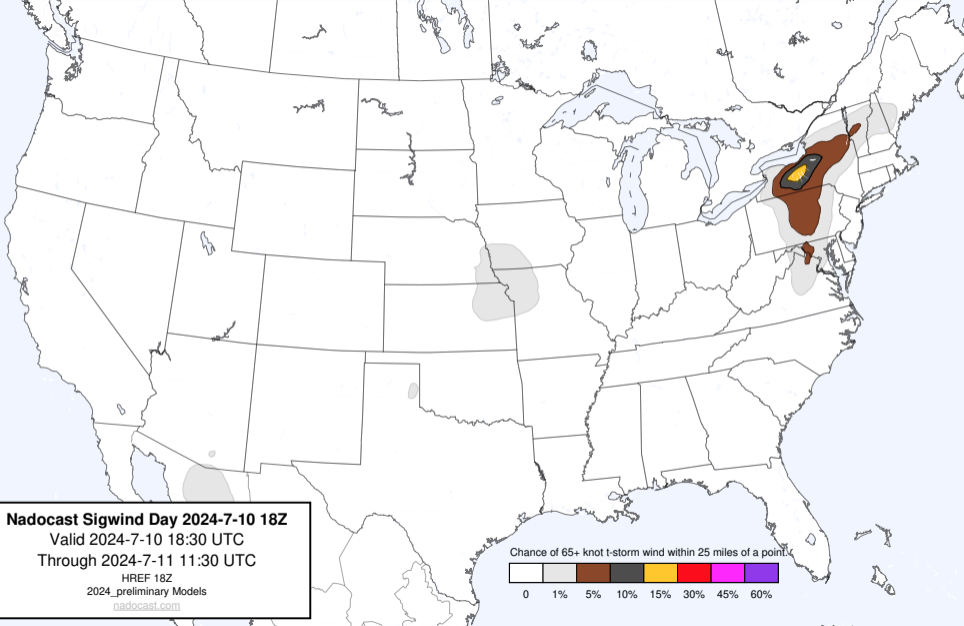 Nadocast Sigwind Day 2024-7-10 18Z
Valid 2024-7-10 18:30 UTC
Through 2024-7-11 11:30 UTC
HREF 18Z
2024_preliminary Models
nadocast.com
Chance of 65+ knot t-storm wind within 25 miles of a point.
0 1% 5% 10% 15% 30% 45% 60%